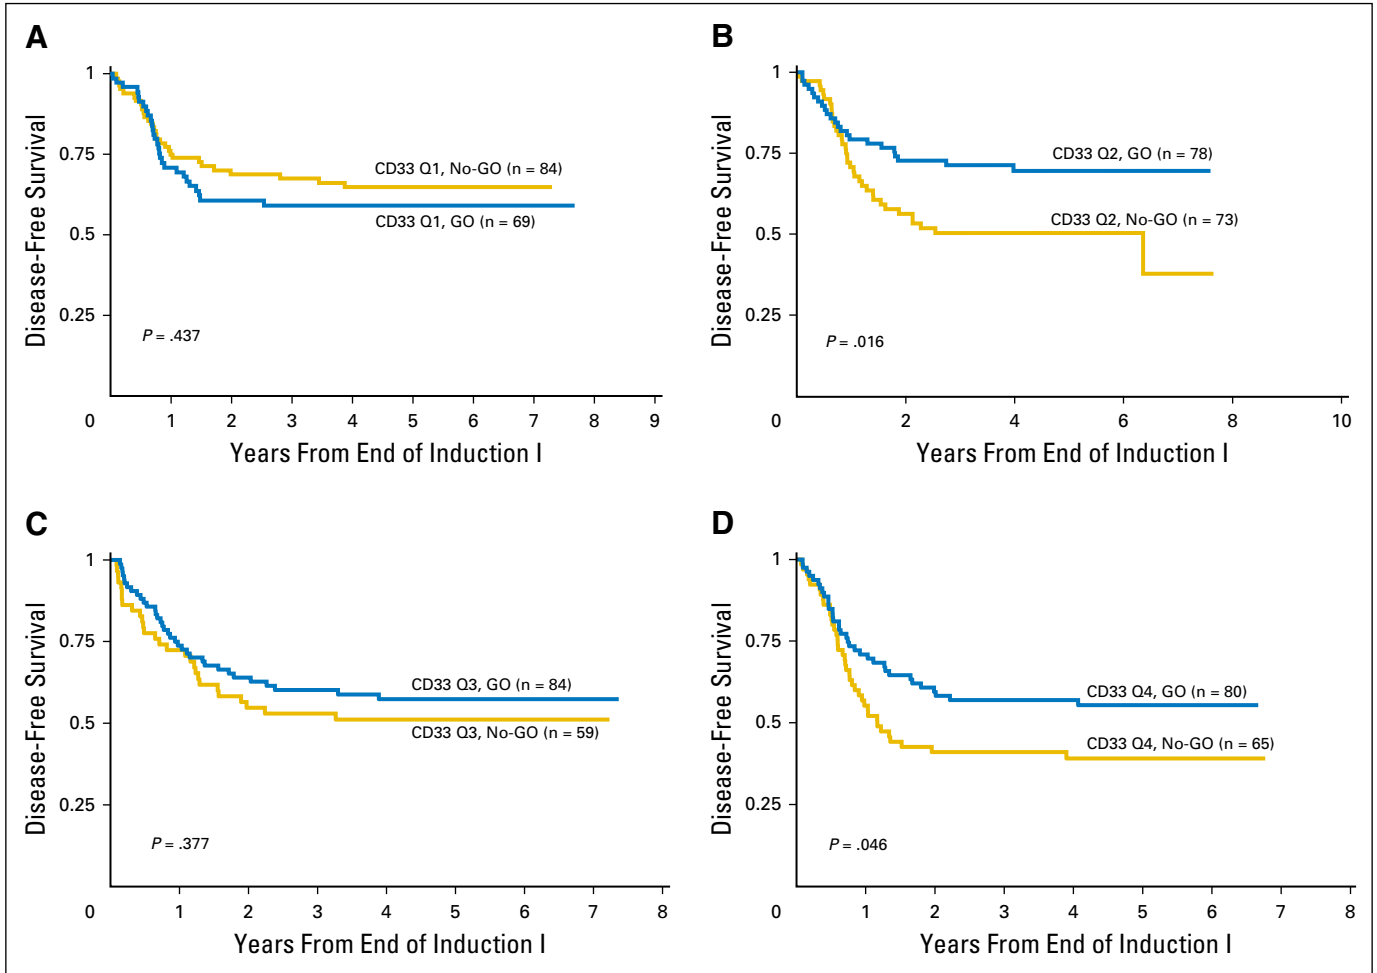 A
Disease-Free Survival
1
0.75
0.5
0.25
0
CD33 Q1, No-GO (n = 84)
CD33 Q1, GO (n = 69)
P = .437
1 2 3 4 5 6 7 8 9
Years From End of Induction I
B
Disease-Free Survival
1
0.75
0.5
0.25
0
CD33 Q2, GO (n = 78)
CD33 Q2, No-GO (n = 73)
P = .016
2 4 6 8 10
Years From End of Induction I
C
Disease-Free Survival
1
0.75
0.5
0.25
0
CD33 Q3, GO (n = 84)
CD33 Q3, No-GO (n = 59)
P = .377
1 2 3 4 5 6 7 8
Years From End of Induction I
D
Disease-Free Survival
1
0.75
0.5
0.25
0
CD33 Q4, GO (n = 80)
CD33 Q4, No-GO (n = 65)
P = .046
1 2 3 4 5 6 7 8
Years From End of Induction I